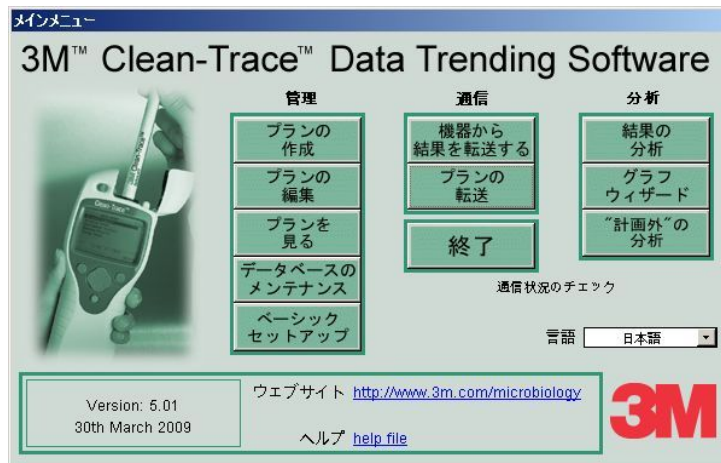 メインメニュー
3M™ Clean-Trace™ Data Trending Software
管理
プランの
作成
プランの
編集
プランを
見る
データベースの
メンテナンス
ベーシック
セットアップ
通信
機器から
結果を転送する
プランの
転送
終了
通信状況のチェック
分析
結果の
分析
グラフ
ウィザード
"計画外"の
分析
言語 日本語
Version: 5.01
30th March 2009
ウェブサイト http://www.3m.com/microbiology
ヘルプ help file
3M
Clean-Trace